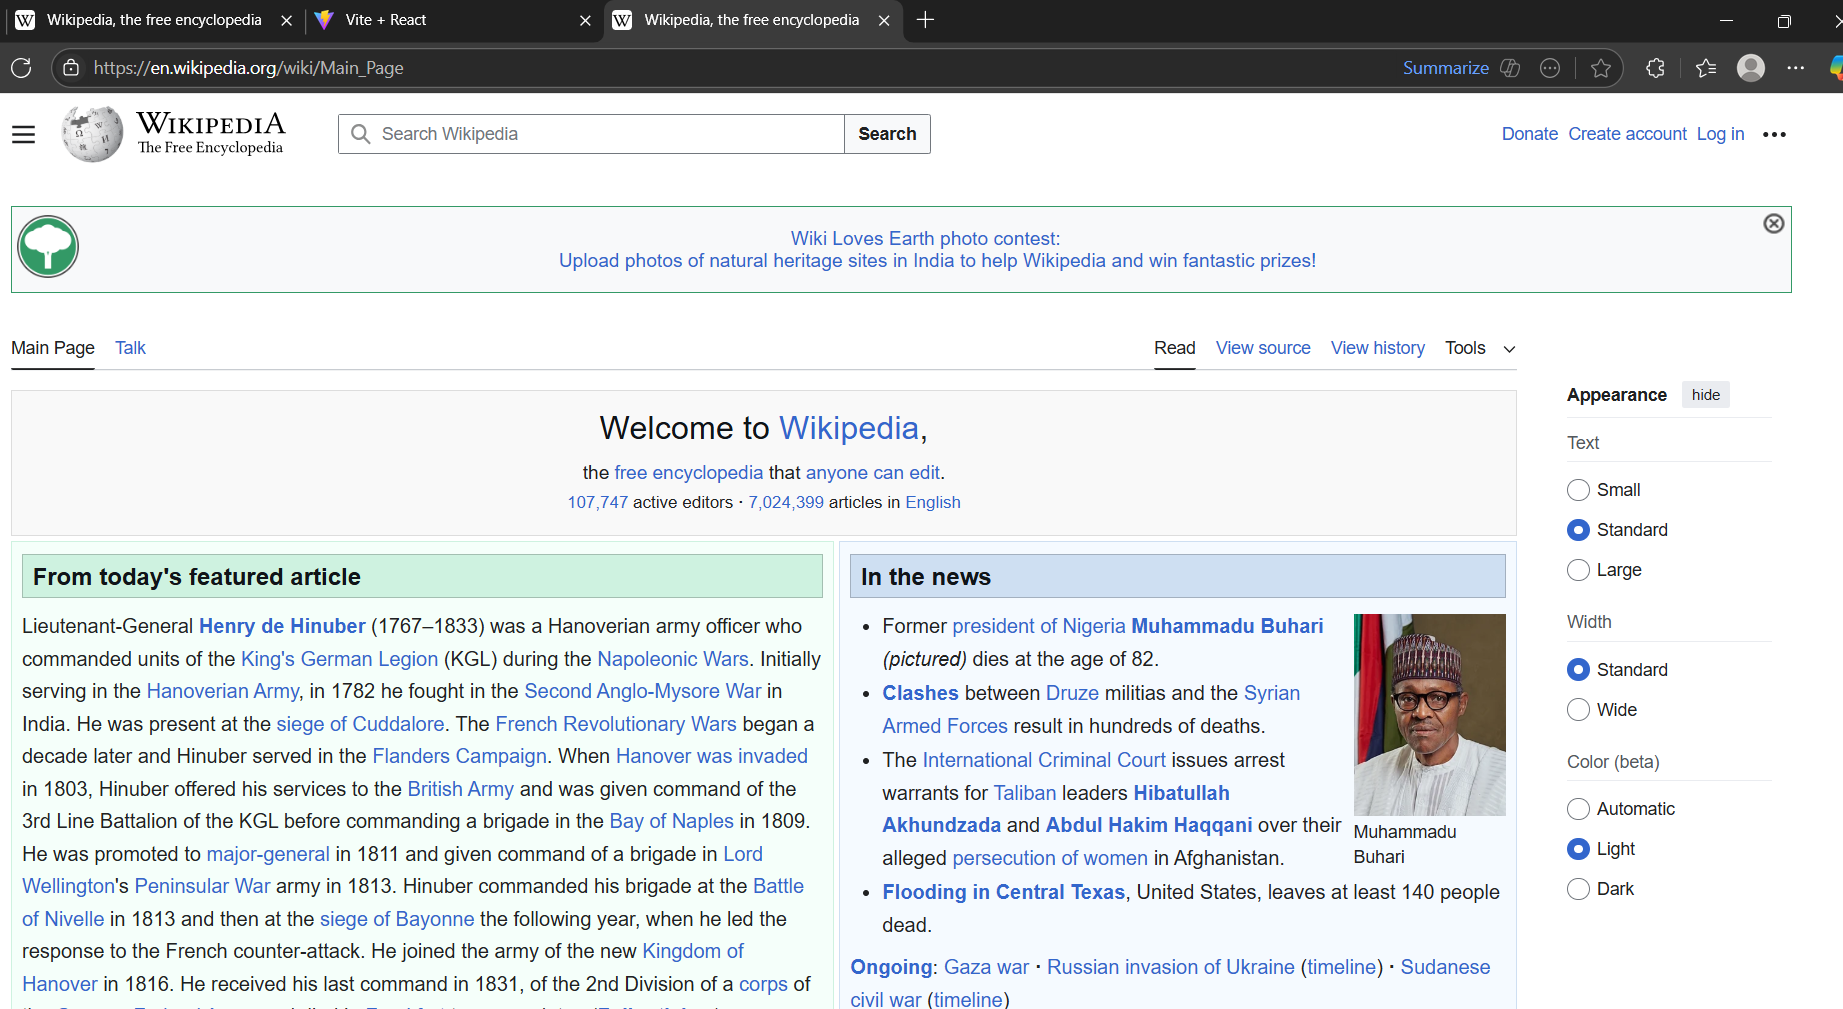 Wikipedia, the free encyclopedia
Vite + React
Wikipedia, the free encyclopedia
https://en.wikipedia.org/wiki/Main_Page
Summarize
WIKIPEDIA
The Free Encyclopedia
Search Wikipedia
Search
Donate Create account Log in
Wiki Loves Earth photo contest:
Upload photos of natural heritage sites in India to help Wikipedia and win fantastic prizes!
Main Page Talk
Read View source View history Tools
Welcome to Wikipedia,
the free encyclopedia that anyone can edit.
107,747 active editors · 7,024,399 articles in English
From today's featured article
Lieutenant-General Henry de Hinuber (1767–1833) was a Hanoverian army officer who
commanded units of the King's German Legion (KGL) during the Napoleonic Wars. Initially
serving in the Hanoverian Army, in 1782 he fought in the Second Anglo-Mysore War in
India. He was present at the siege of Cuddalore. The French Revolutionary Wars began a
decade later and Hinuber served in the Flanders Campaign. When Hanover was invaded
in 1803, Hinuber offered his services to the British Army and was given command of the
3rd Line Battalion of the KGL before commanding a brigade in the Bay of Naples in 1809.
He was promoted to major-general in 1811 and given command of a brigade in Lord
Wellington's Peninsular War army in 1813. Hinuber commanded his brigade at the Battle
of Nivelle in 1813 and then at the siege of Bayonne the following year, when he led the
response to the French counter-attack. He joined the army of the new Kingdom of
Hanover in 1816. He received his last command in 1831, of the 2nd Division of a corps of
In the news
Former president of Nigeria Muhammadu Buhari
(pictured) dies at the age of 82.
Clashes between Druze militias and the Syrian
Armed Forces result in hundreds of deaths.
The International Criminal Court issues arrest
warrants for Taliban leaders Hibatullah
Akhundzada and Abdul Hakim Haqqani over their
alleged persecution of women in Afghanistan.
Flooding in Central Texas, United States, leaves at least 140 people
dead.
Muhammadu
Buhari
Ongoing: Gaza war · Russian invasion of Ukraine (timeline) · Sudanese
civil war (timeline)
Appearance hide
Text
Small
Standard
Large
Width
Standard
Wide
Color (beta)
Automatic
Light
Dark